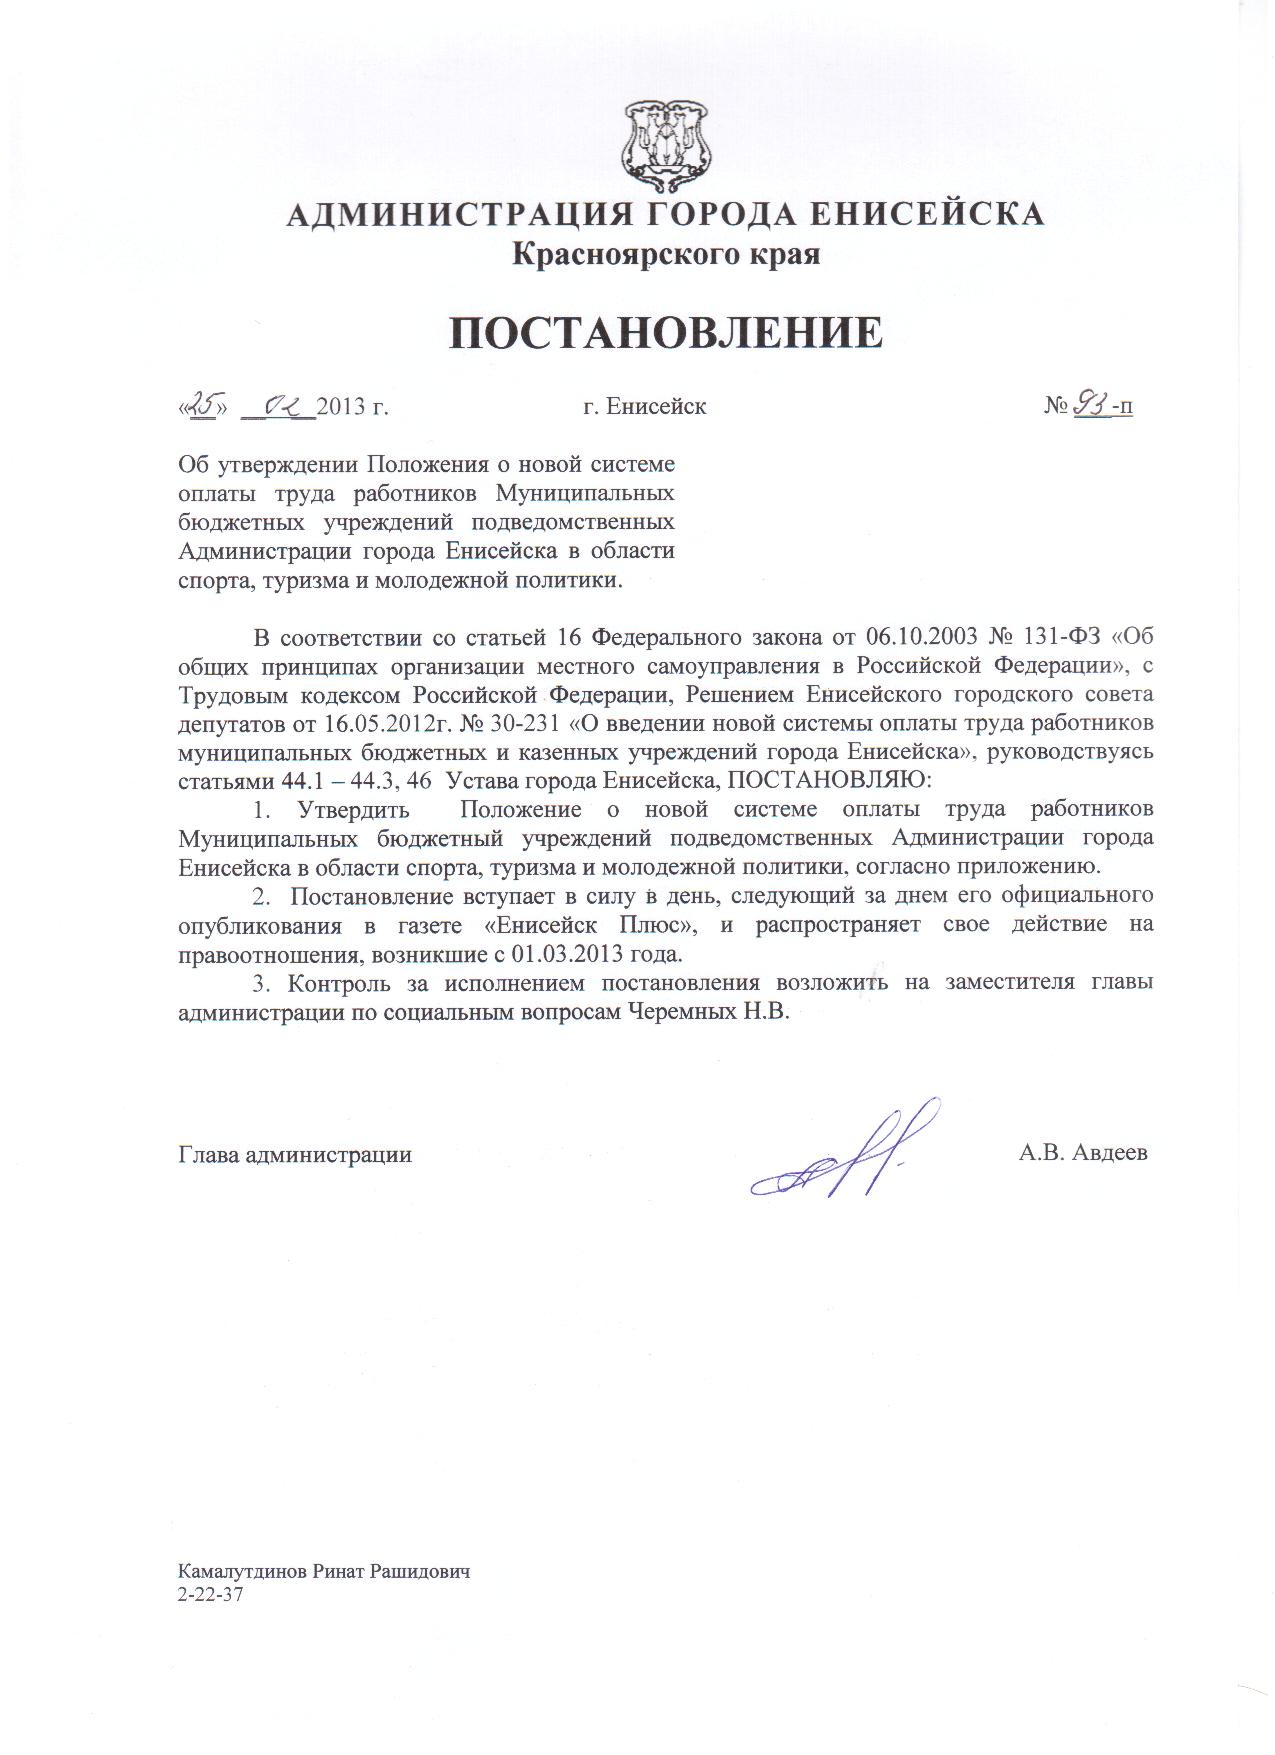 АДМИНИСТРАЦИЯ ГОРОДА ЕНИСЕЙСКА
Красноярского края
ПОСТАНОВЛЕНИЕ
«25» 02 2013 г. г. Енисейск № 93-п
Об утверждении Положения о новой системе
оплаты труда работников Муниципальных
бюджетных учреждений подведомственных
Администрации города Енисейска в области
спорта, туризма и молодежной политики.
В соответствии со статьей 16 Федерального закона от 06.10.2003 № 131-ФЗ «Об
общих принципах организации местного самоуправления в Российской Федерации», с
Трудовым кодексом Российской Федерации, Решением Енисейского городского совета
депутатов от 16.05.2012г. № 30-231 «О введении новой системы оплаты труда работников
муниципальных бюджетных и казенных учреждений города Енисейска», руководствуясь
статьями 44.1 – 44.3, 46 Устава города Енисейска, ПОСТАНОВЛЯЮ:
1. Утвердить Положение о новой системе оплаты труда работников
Муниципальных бюджетный учреждений подведомственных Администрации города
Енисейска в области спорта, туризма и молодежной политики, согласно приложению.
2. Постановление вступает в силу в день, следующий за днем его официального
опубликования в газете «Енисейск Плюс», и распространяет свое действие на
правоотношения, возникшие с 01.03.2013 года.
3. Контроль за исполнением постановления возложить на заместителя главы
администрации по социальным вопросам Черемных Н.В.
Глава администрации А.В. Авдеев
Камалутдинов Ринат Рашидович
2-22-37